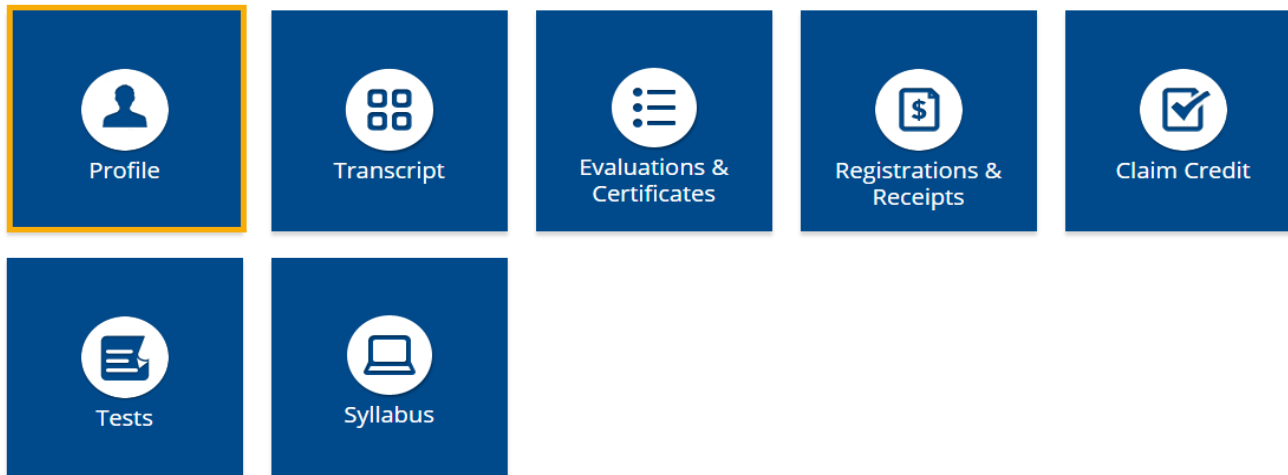 Profile
Transcript
Evaluations &
Certificates
Registrations &
Receipts
Claim Credit
Tests
Syllabus